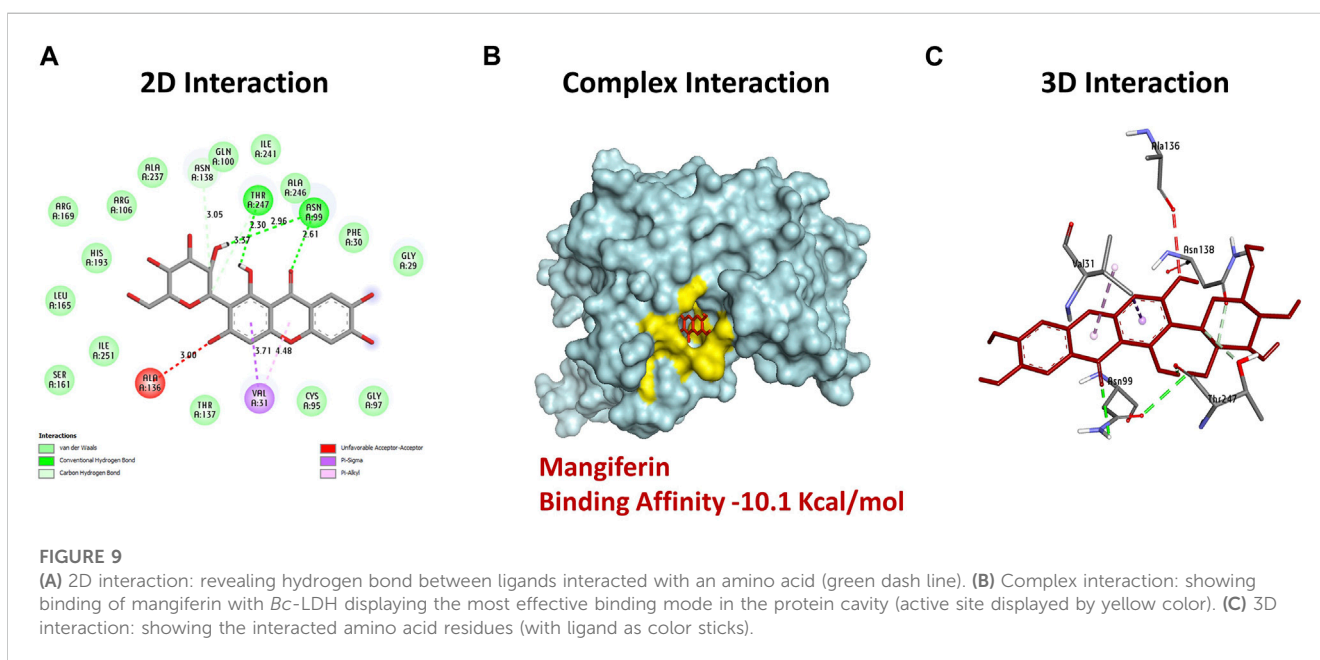 A
2D Interaction
ASN
A:138
GLN
A:100
ILE
A:241
ALA
A:237
ALA
A:246
THR
A:247
ASN
A:99
ARG
A:169
ARG
A:106
PHE
A:30
GLY
A:29
HIS
A:193
LEU
A:165
ILE
A:251
SER
A:161
ALA
A:136
THR
A:137
VAL
A:31
CYS
A:95
GLY
A:97
3.05
2.30
2.96
3.37
2.61
3.00
3.71
4.48
Interactions
van der Waals
Conventional Hydrogen Bond
Carbon Hydrogen Bond
Unfavorable Acceptor-Acceptor
Pi-Sigma
Pi-Alkyl
B
Complex Interaction
Mangiferin
Binding Affinity -10.1 Kcal/mol
C
3D Interaction
Ala136
Val31
Asn138
Asn99
Thr247
FIGURE 9
(A) 2D interaction: revealing hydrogen bond between ligands interacted with an amino acid (green dash line). (B) Complex interaction: showing
binding of mangiferin with Bc-LDH displaying the most effective binding mode in the protein cavity (active site displayed by yellow color). (C) 3D
interaction: showing the interacted amino acid residues (with ligand as color sticks).